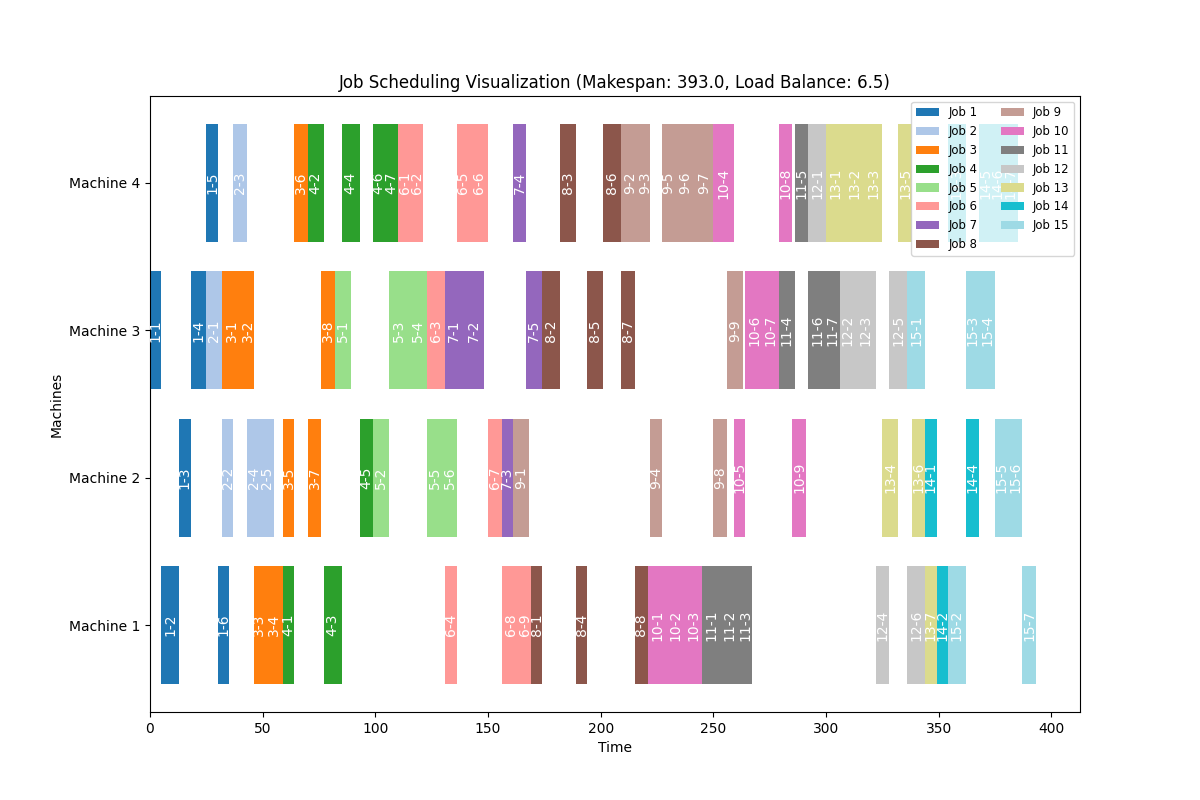 Job Scheduling Visualization (Makespan: 393.0, Load Balance: 6.5)
Job 1
Job 2
Job 3
Job 4
Job 5
Job 6
Job 7
Job 8
Job 9
Job 10
Job 11
Job 12
Job 13
Job 14
Job 15
Machines
Machine 4
1-5 2-3 3-6 4-2 4-4 4-6 4-7 6-1 6-2 6-5 6-6 7-4 8-3 8-6 9-2 9-3 9-5 9-6 9-7 10-4 10-8 11-5 12-1 13-1 13-2 13-3 13-5
Machine 3
1-1 1-4 2-1 3-1 3-2 3-8 5-1 5-3 5-4 6-3 7-1 7-2 7-5 8-2 8-5 8-7 9-9 10-6 10-7 11-4 11-6 11-7 12-2 12-3 12-5 15-1 15-3 15-4
Machine 2
1-3 2-2 2-4 2-5 3-5 3-7 4-5 5-2 5-5 5-6 6-7 7-3 9-1 9-4 9-8 10-5 10-9 13-4 13-6 14-1 14-4 15-5 15-6
Machine 1
1-2 1-6 3-3 3-4 4-1 4-3 6-4 6-8 6-9 8-1 8-4 8-8 10-1 10-2 10-3 11-1 11-2 11-3 12-4 12-6 13-7 14-2 15-2 15-7
0 50 100 150 200 250 300 350 400
Time